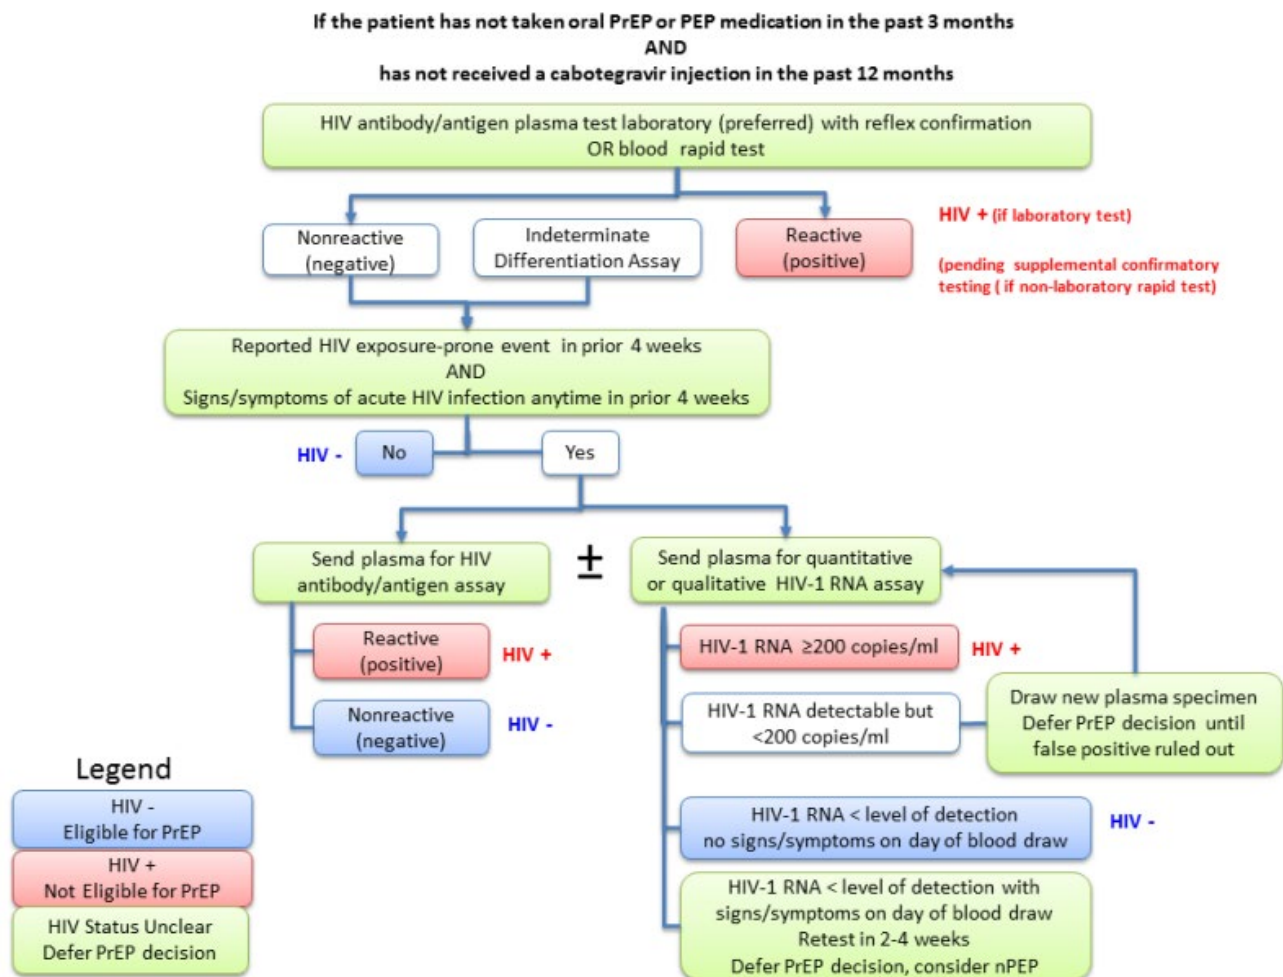 If the patient has not taken oral PrEP or PEP medication in the past 3 months
AND
has not received a cabotegravir injection in the past 12 months
HIV antibody/antigen plasma test laboratory (preferred) with reflex confirmation
OR blood rapid test
Nonreactive
(negative)
Indeterminate
Differentiation Assay
Reactive
(positive)
HIV + (if laboratory test)
(pending supplemental confirmatory
testing ( if non-laboratory rapid test)
Reported HIV exposure-prone event in prior 4 weeks
AND
Signs/symptoms of acute HIV infection anytime in prior 4 weeks
HIV -
No
Yes
Send plasma for HIV
antibody/antigen assay
±
Send plasma for quantitative
or qualitative HIV-1 RNA assay
Reactive
(positive)
HIV +
Nonreactive
(negative)
HIV -
HIV-1 RNA ≥200 copies/ml
HIV +
HIV-1 RNA detectable but
<200 copies/ml
Draw new plasma specimen
Defer PrEP decision until
false positive ruled out
HIV-1 RNA < level of detection
no signs/symptoms on day of blood draw
HIV -
HIV-1 RNA < level of detection with
signs/symptoms on day of blood draw
Retest in 2-4 weeks
Defer PrEP decision, consider nPEP
Legend
HIV -
Eligible for PrEP
HIV +
Not Eligible for PrEP
HIV Status Unclear
Defer PrEP decision